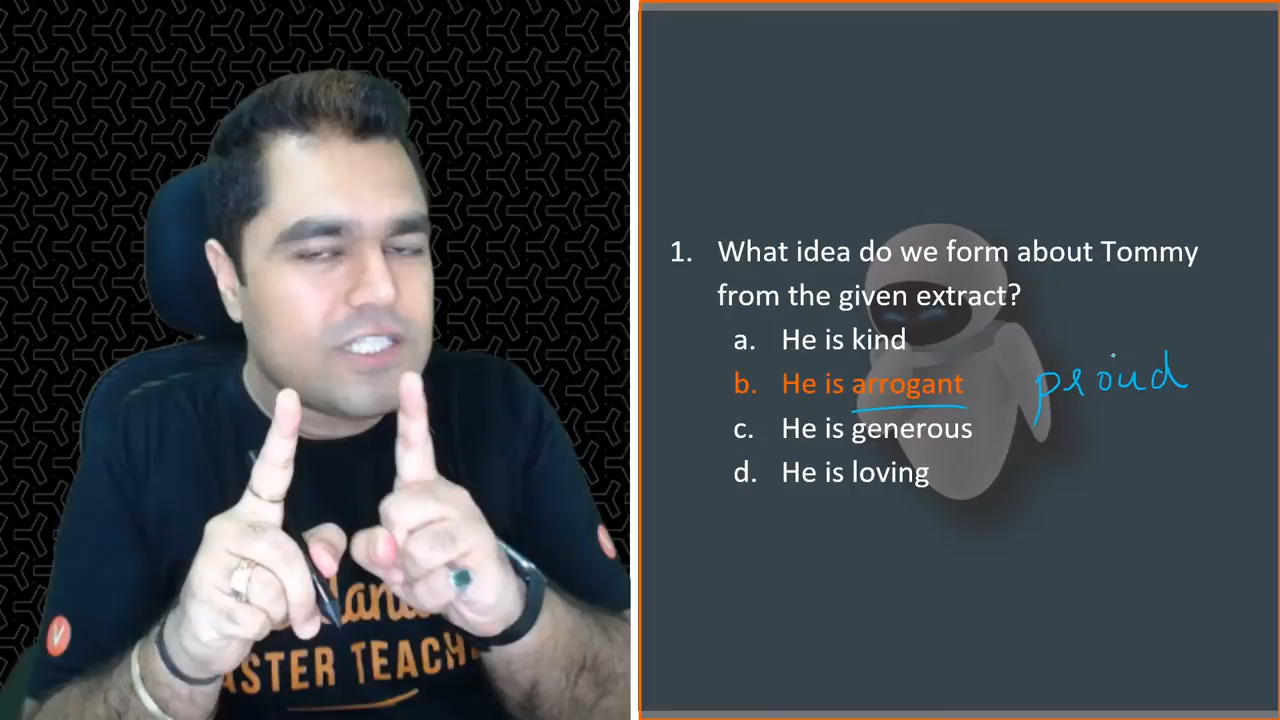 1. What idea do we form about Tommy
from the given extract?
a. He is kind
b. He is arrogant
proud
c. He is generous
d. He is loving
V
ASTER TEACH